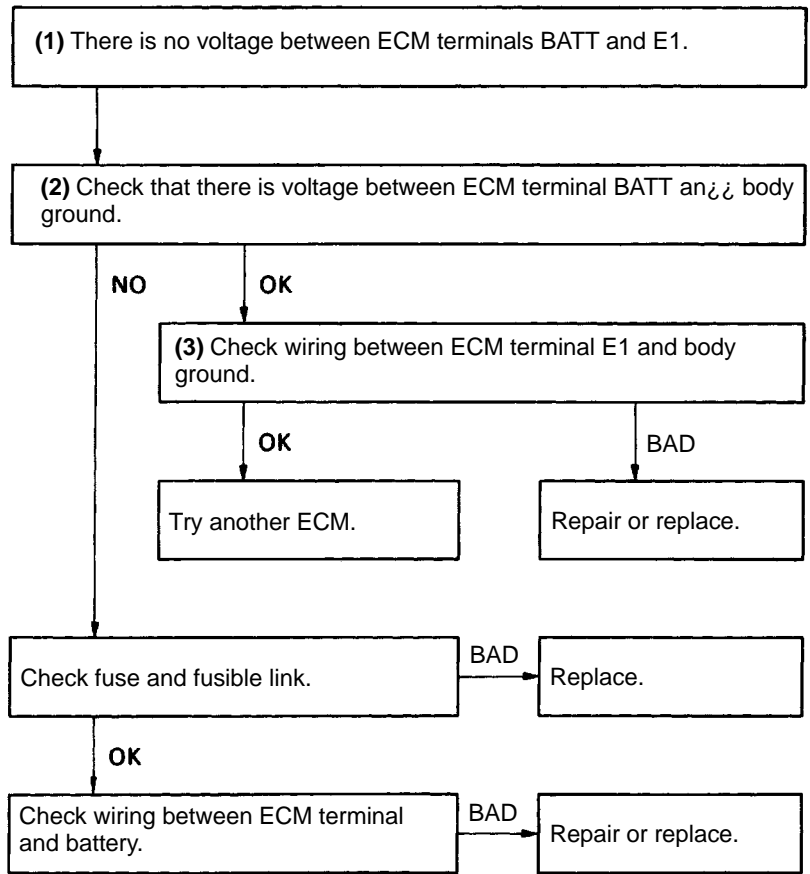 (1) There is no voltage between ECM terminals BATT and E1.
(2) Check that there is voltage between ECM terminal BATT an¿¿ body
ground.
NO
OK
(3) Check wiring between ECM terminal E1 and body
ground.
OK
BAD
Try another ECM.
Repair or replace.
Check fuse and fusible link.
BAD
Replace.
OK
Check wiring between ECM terminal
and battery.
BAD
Repair or replace.